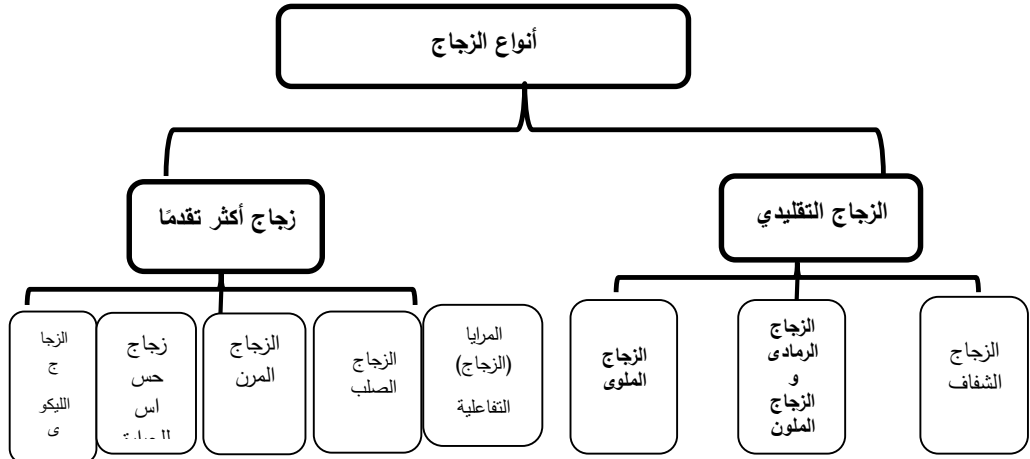 أنواع الزجاج
الزجاج التقليدي
زجاج أكثر تقدمًا
الزجاج
الشفاف
الزجاج
الرمادى
و
الزجاج
الملون
الزجاج
الملوى
المرايا
(الزجاج)
التفاعلية
الزجاج
الصلب
الزجاج
المرن
زجاج
حس
اس
الزجا
ج
الليكو
ى